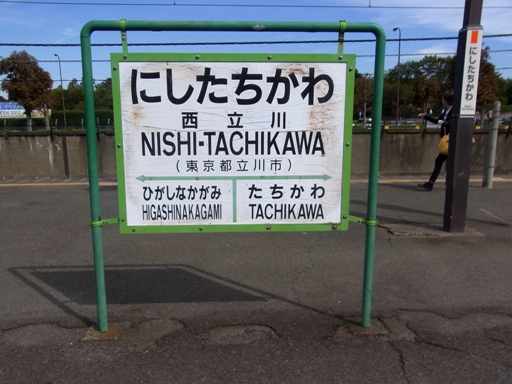 にしたちかわ
西立川
NISHI-TACHIKAWA
(東京都立川市)
ひがしなかがみ
HIGASHINAKAGAMI
たちかわ
TACHIKAWA
にしたちかわ